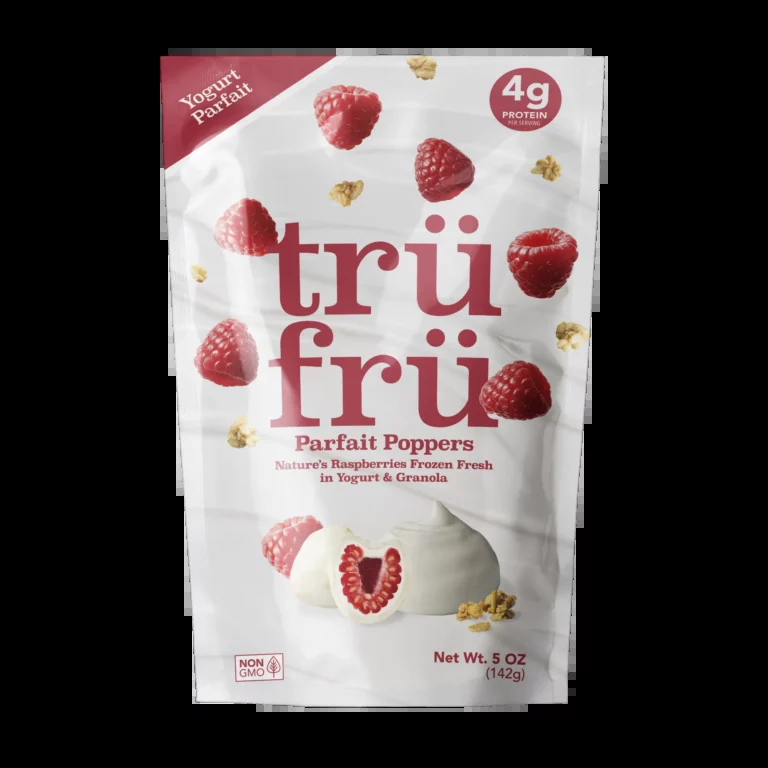 Yogurt
Parfait
4g
PROTEIN
PER SERVING
trü
frü
Parfait Poppers
Nature's Raspberries Frozen Fresh
in Yogurt & Granola
NON
GMO
Net Wt. 5 OZ
(142g)